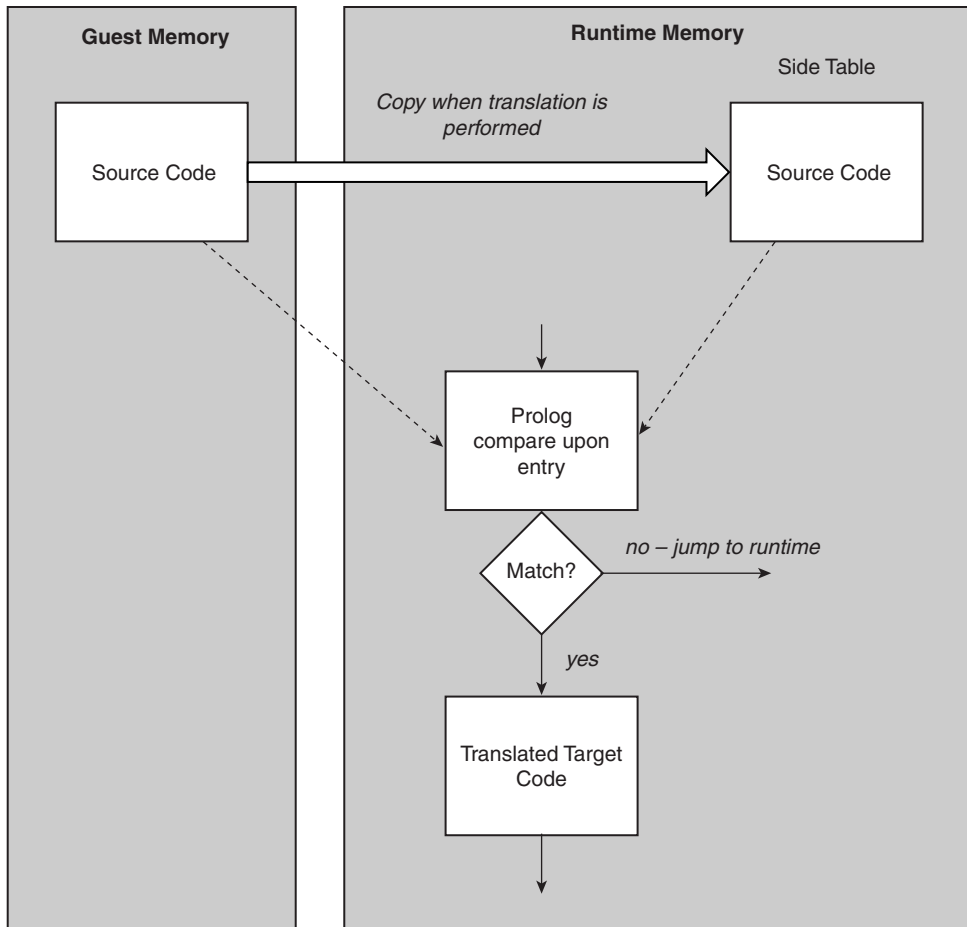 Guest Memory
Runtime Memory
Side Table
Copy when translation is
performed
Source Code
Source Code
Prolog
compare upon
entry
Match?
no – jump to runtime
yes
Translated Target
Code